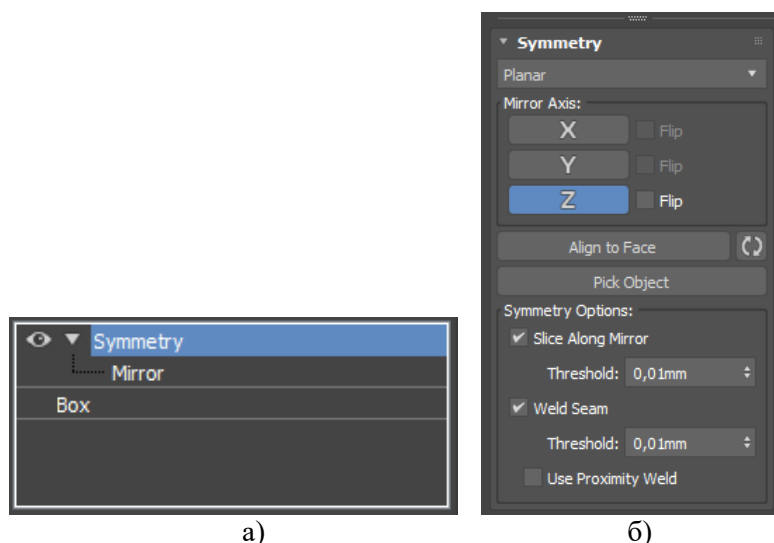 Symmetry
Mirror
Box
а)
Symmetry
Planar
Mirror Axis:
X Flip
Y Flip
Z Flip
Align to Face
Pick Object
Symmetry Options:
Slice Along Mirror
Threshold: 0,01mm
Weld Seam
Threshold: 0,01mm
Use Proximity Weld
б)